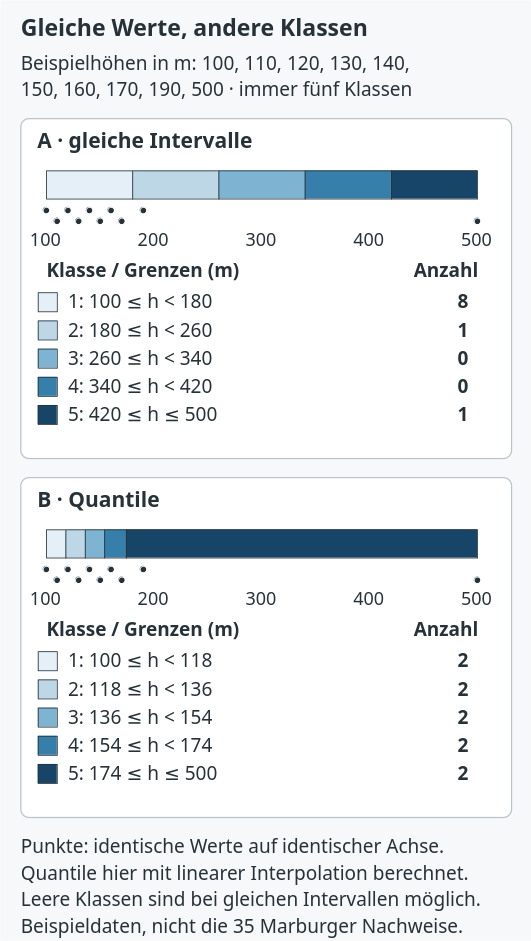 Gleiche Werte, andere Klassen
Beispielhöhen in m: 100, 110, 120, 130, 140,
150, 160, 170, 190, 500 · immer fünf Klassen
A · gleiche Intervalle
100 200 300 400 500
Klasse / Grenzen (m) Anzahl
1: 100 ≤ h < 180 8
2: 180 ≤ h < 260 1
3: 260 ≤ h < 340 0
4: 340 ≤ h < 420 0
5: 420 ≤ h ≤ 500 1
B · Quantile
100 200 300 400 500
Klasse / Grenzen (m) Anzahl
1: 100 ≤ h < 118 2
2: 118 ≤ h < 136 2
3: 136 ≤ h < 154 2
4: 154 ≤ h < 174 2
5: 174 ≤ h ≤ 500 2
Punkte: identische Werte auf identischer Achse.
Quantile hier mit linearer Interpolation berechnet.
Leere Klassen sind bei gleichen Intervallen möglich.
Beispieldaten, nicht die 35 Marburger Nachweise.